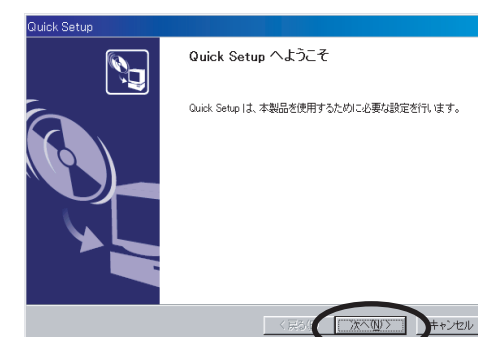 Quick Setup
Quick Setup へようこそ
Quick Setup は、本製品を使用するために必要な設定を行います。
次へ(N) >
キャンセル